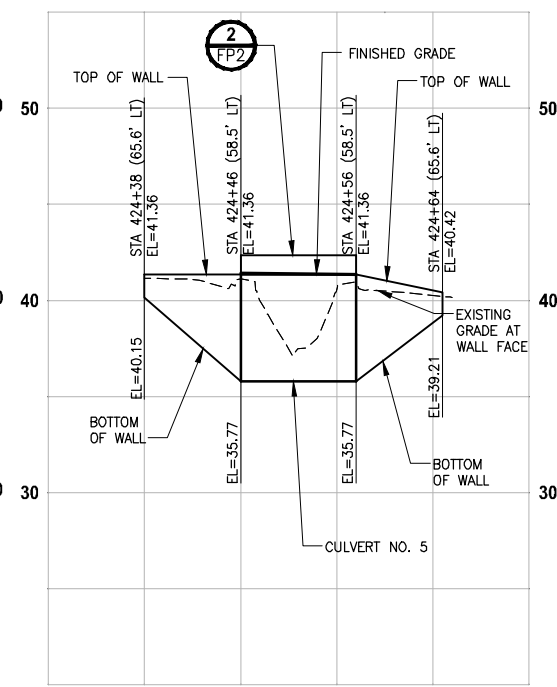 2
FP2
FINISHED GRADE
TOP OF WALL
TOP OF WALL
50
50
STA 424+38 (65.6' LT)
EL=41.36
STA 424+46 (58.5' LT)
EL=41.36
STA 424+56 (58.5' LT)
EL=41.36
STA 424+64 (65.6' LT)
EL=40.42
40
40
EXISTING
GRADE AT
WALL FACE
EL=40.15
EL=35.77
EL=35.77
EL=39.21
BOTTOM
OF WALL
BOTTOM
OF WALL
30
30
CULVERT NO. 5